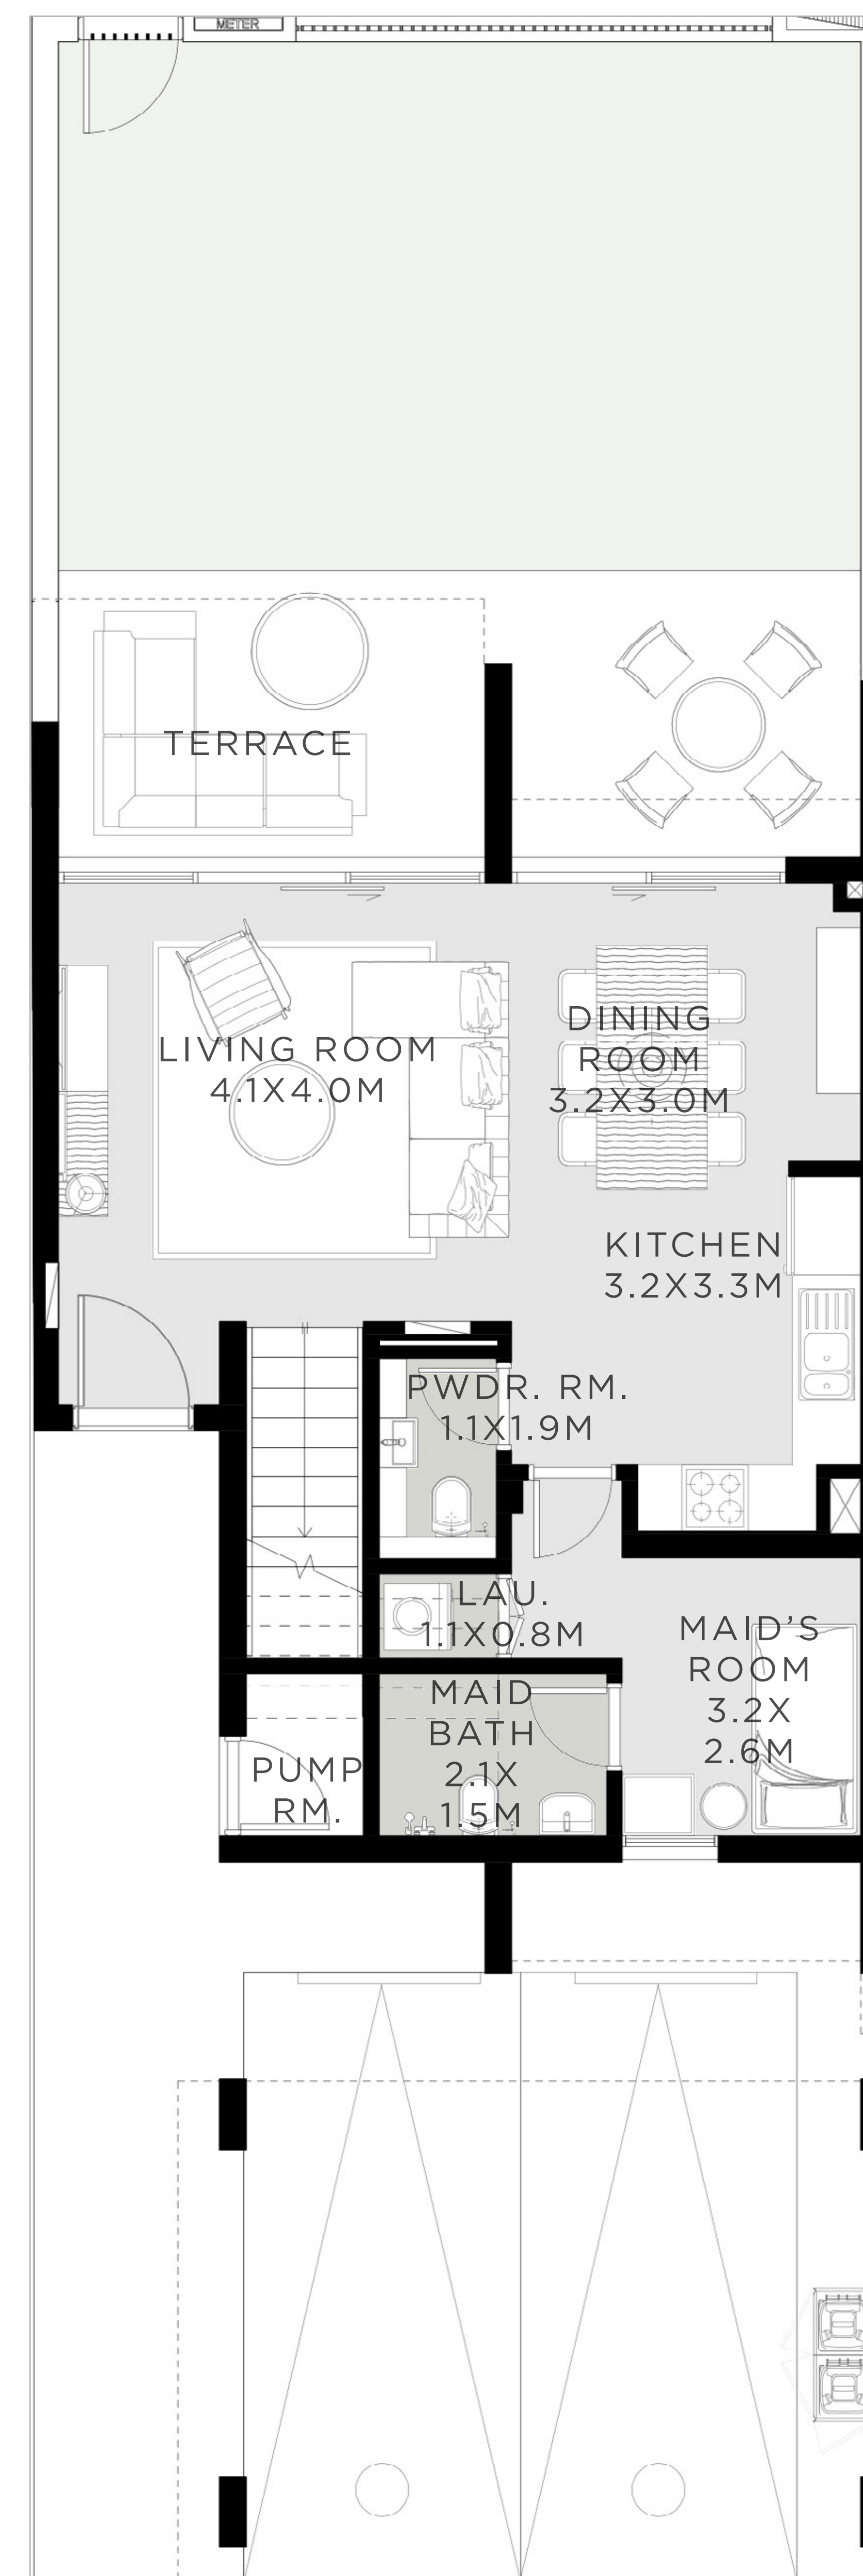 METER
TERRACE
LIVING ROOM
4.1X4.0M
DINING
ROOM
3.2X3.0M
KITCHEN
3.2X3.3M
PWDR. RM.
1.1X1.9M
LAU.
1.1X0.8M
MAID'S
ROOM
3.2X
2.6M
MAID
BATH
2.1X
1.5M
PUMP
RM.